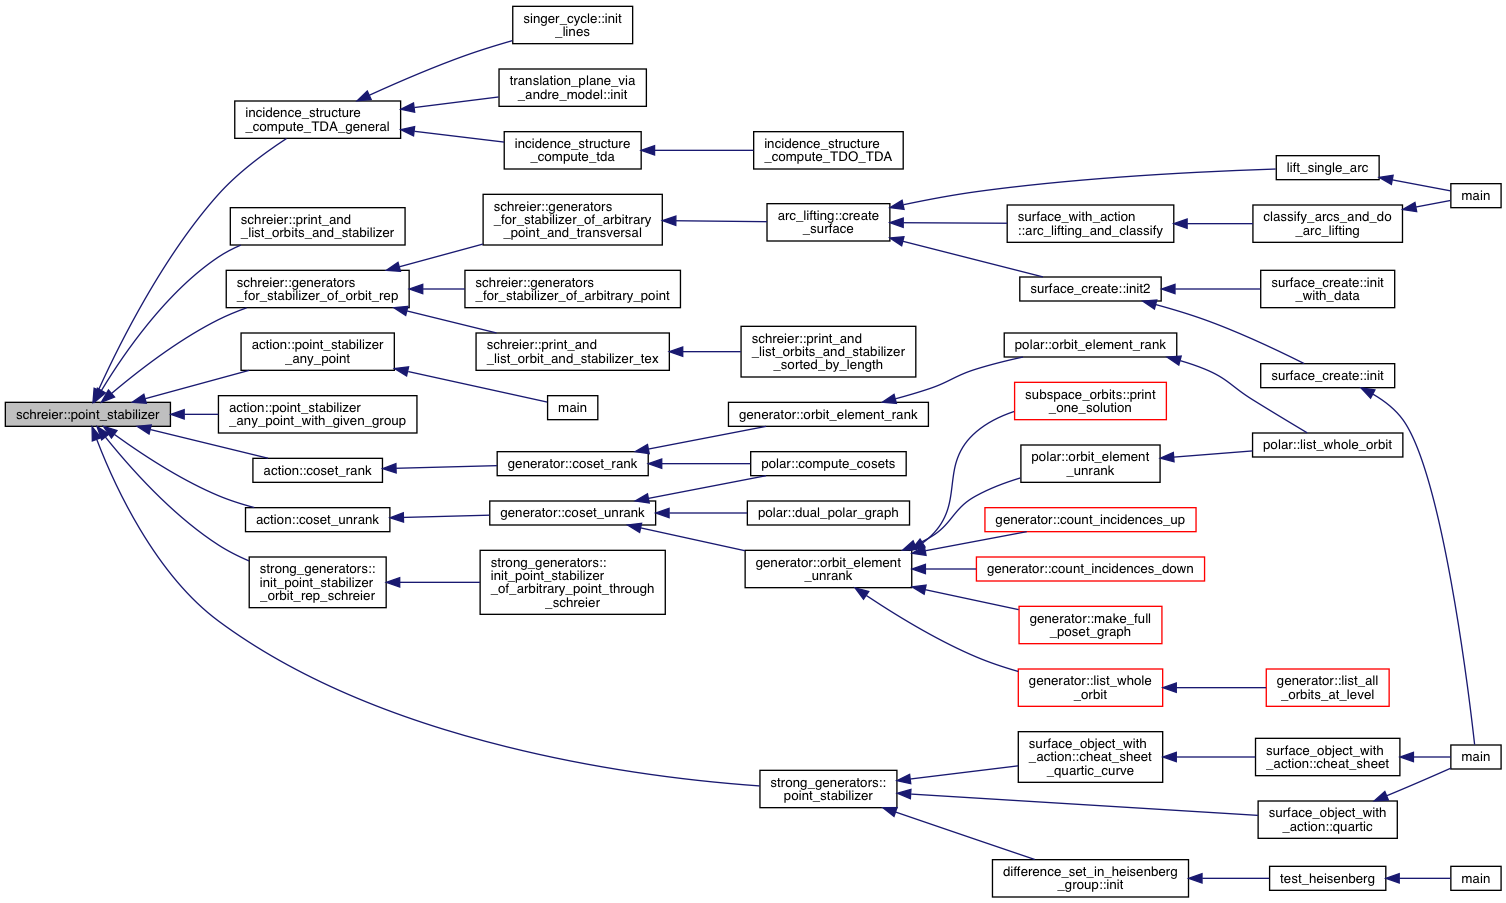 schreier::point_stabilizer
incidence_structure
_compute_TDA_general
schreier::print_and
_list_orbits_and_stabilizer
schreier::generators
_for_stabilizer_of_orbit_rep
action::point_stabilizer
_any_point
action::point_stabilizer
_any_point_with_given_group
action::coset_rank
action::coset_unrank
strong_generators::
init_point_stabilizer
_orbit_rep_schreier
singer_cycle::init
_lines
translation_plane_via
_andre_model::init
incidence_structure
_compute_tda
schreier::generators
_for_stabilizer_of_arbitrary
_point_and_transversal
schreier::generators
_for_stabilizer_of_arbitrary_point
schreier::print_and
_list_orbit_and_stabilizer_tex
main
generator::coset_rank
generator::coset_unrank
strong_generators::
init_point_stabilizer
_of_arbitrary_point_through
_schreier
incidence_structure
_compute_TDO_TDA
arc_lifting::create
_surface
schreier::print_and
_list_orbits_and_stabilizer
_sorted_by_length
generator::orbit_element_rank
polar::compute_cosets
polar::dual_polar_graph
generator::orbit_element
_unrank
strong_generators::
point_stabilizer
lift_single_arc
surface_with_action
::arc_lifting_and_classify
surface_create::init2
polar::orbit_element_rank
subspace_orbits::print
_one_solution
polar::orbit_element
_unrank
generator::count_incidences_up
generator::count_incidences_down
generator::make_full
_poset_graph
generator::list_whole
_orbit
surface_object_with
_action::cheat_sheet
_quartic_curve
difference_set_in_heisenberg
_group::init
classify_arcs_and_do
_arc_lifting
surface_create::init
_with_data
surface_create::init
polar::list_whole_orbit
generator::list_all
_orbits_at_level
surface_object_with
_action::cheat_sheet
surface_object_with
_action::quartic
test_heisenberg
main
main
main